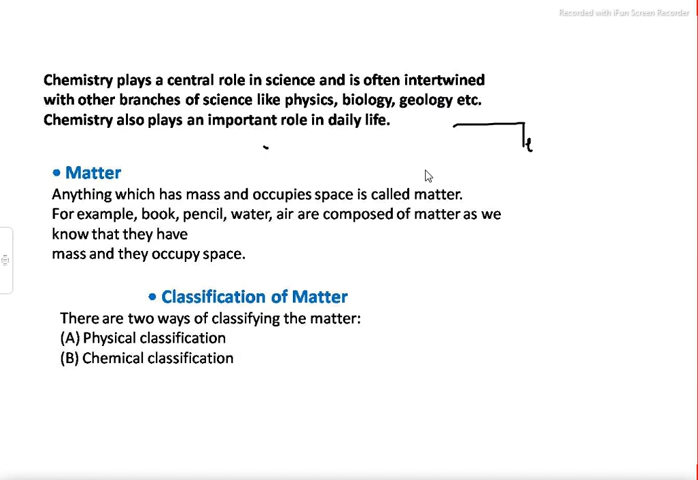 Recorded with iFun Screen Recorder
Chemistry plays a central role in science and is often intertwined
with other branches of science like physics, biology, geology etc.
Chemistry also plays an important role in daily life.
• Matter
Anything which has mass and occupies space is called matter.
For example, book, pencil, water, air are composed of matter as we
know that they have
mass and they occupy space.
• Classification of Matter
There are two ways of classifying the matter:
(A) Physical classification
(B) Chemical classification